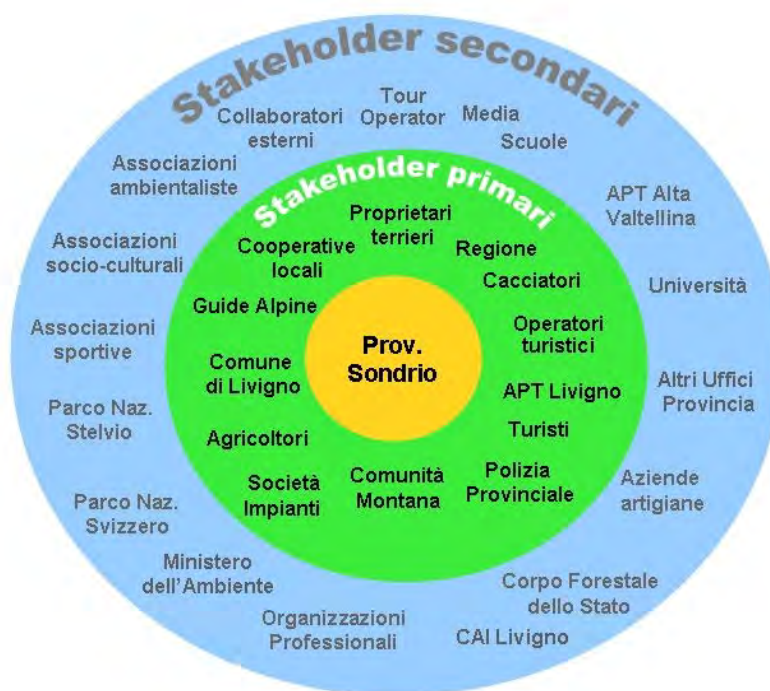 Stakeholder secondari
Tour
Operator
Media
Scuole
Collaboratori
esterni
Associazioni
ambientaliste
APT Alta
Valtellina
Associazioni
socio-culturali
Università
Associazioni
sportive
Altri Uffici
Provincia
Parco Naz.
Stelvio
Aziende
artigiane
Parco Naz.
Svizzero
Ministero
dell'Ambiente
Corpo Forestale
dello Stato
Organizzazioni
Professionali
CAI Livigno
Stakeholder primari
Proprietari
terrieri
Cooperative
locali
Regione
Cacciatori
Guide Alpine
Operatori
turistici
Comune
di Livigno
APT Livigno
Turisti
Agricoltori
Società
Impianti
Comunità
Montana
Polizia
Provinciale
Prov.
Sondrio